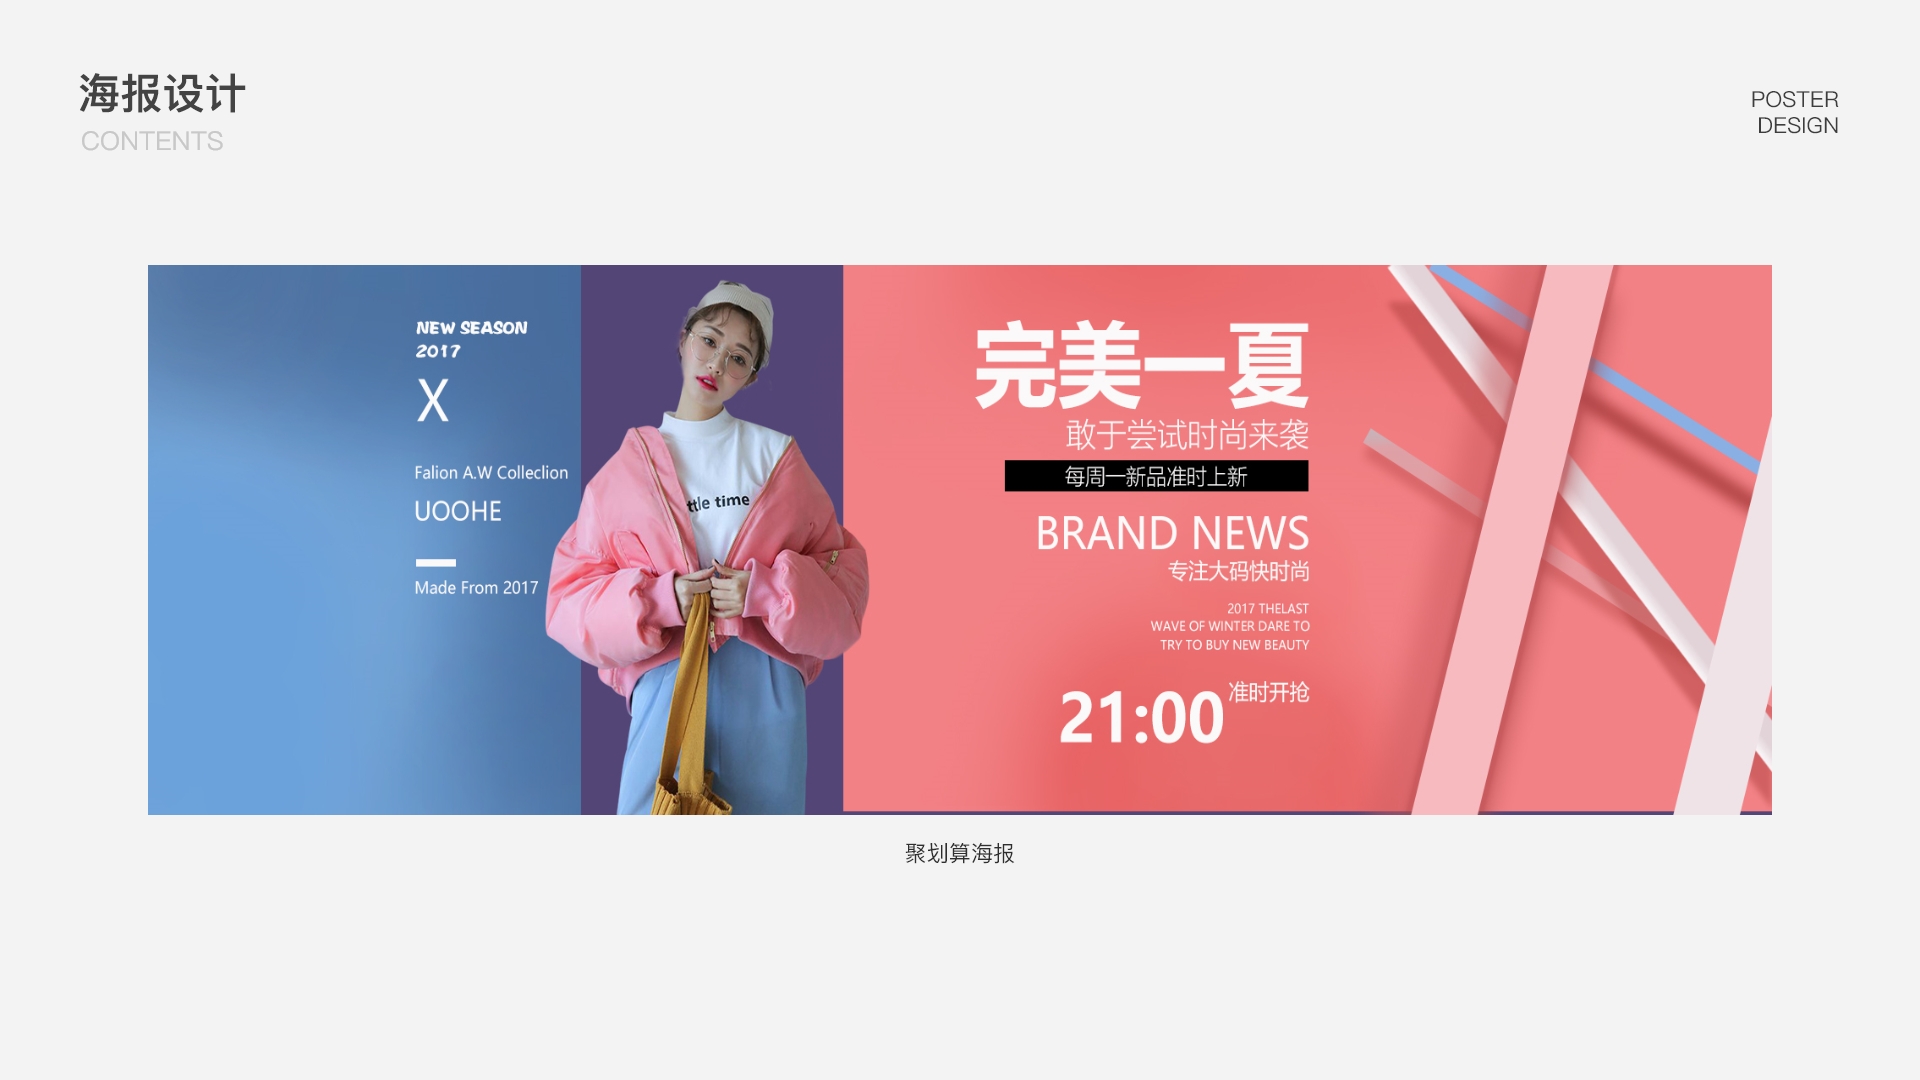 海报设计
CONTENTS
POSTER
DESIGN
NEW SEASON
2017
X
Falion A.W Colleclion
UOOHE
Made From 2017
ttle time
完美一夏
敢于尝试时尚来袭
每周一新品准时上新
BRAND NEWS
专注大码快时尚
2017 THELAST
WAVE OF WINTER DARE TO
TRY TO BUY NEW BEAUTY
21:00 准时开抢
聚划算海报